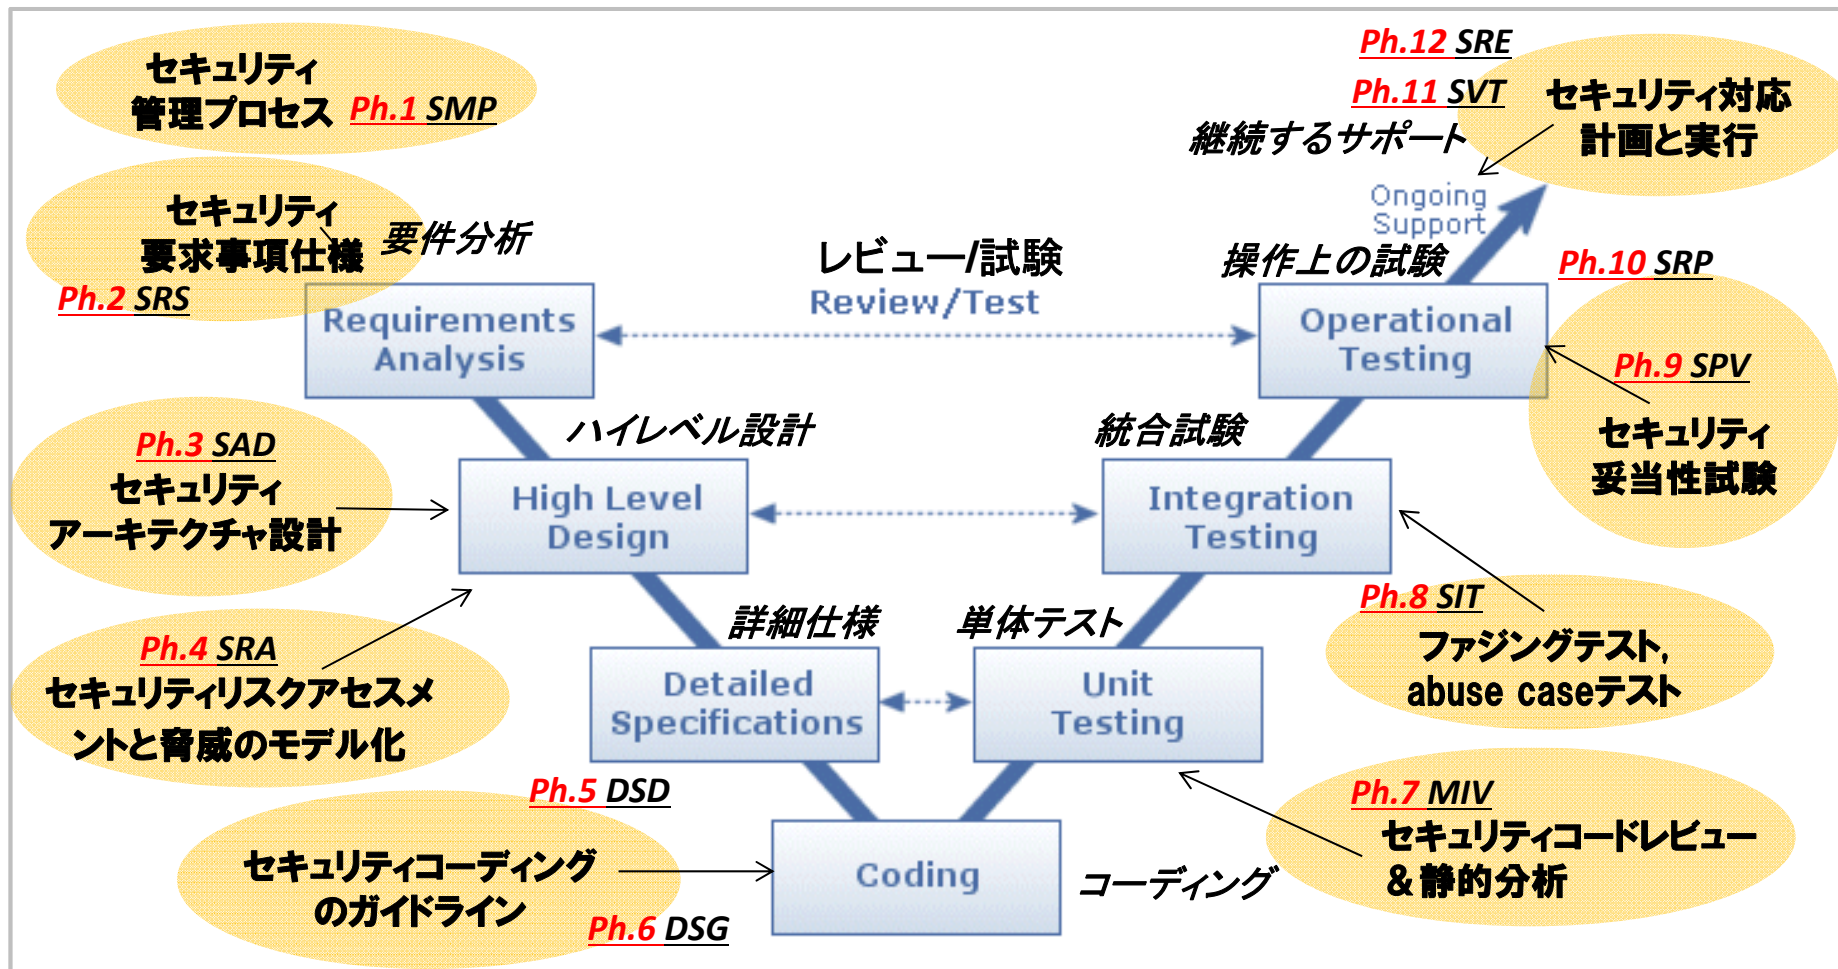 セキュリティ
管理プロセス Ph.1 SMP
セキュリティ
要求事項仕様
Ph.2 SRS
要件分析
Requirements
Analysis
レビュー/試験
Review/Test
Ph.12 SRE
Ph.11 SVT
継続するサポート
セキュリティ対応
計画と実行
Ongoing
Support
操作上の試験
Operational
Testing
Ph.10 SRP
Ph.9 SPV
セキュリティ
妥当性試験
Ph.3 SAD
セキュリティ
アーキテクチャ設計
ハイレベル設計
High Level
Design
統合試験
Integration
Testing
Ph.8 SIT
ファジングテスト,
abuse caseテスト
Ph.4 SRA
セキュリティリスクアセスメ
ントと脅威のモデル化
詳細仕様
Detailed
Specifications
単体テスト
Unit
Testing
Ph.7 MIV
セキュリティコードレビュー
&静的分析
Ph.5 DSD
セキュリティコーディング
のガイドライン
Ph.6 DSG
Coding
コーディング